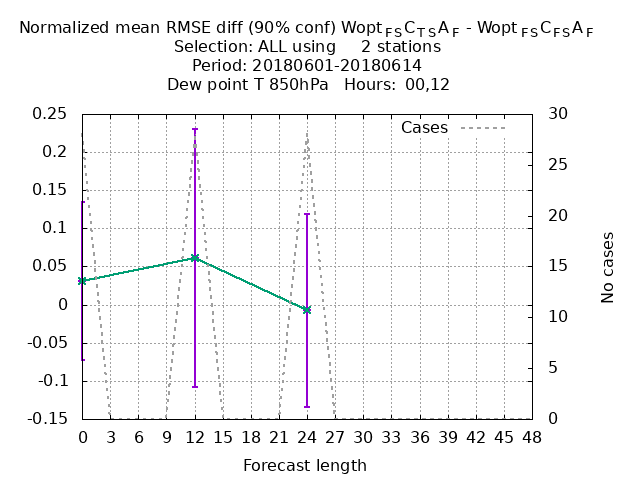 Normalized mean RMSE diff (90% conf) Wopt FS C T S A F - Wopt FS C FS A F
Selection: ALL using 2 stations
Period: 20180601-20180614
Dew point T 850hPa Hours: 00,12
Cases
0.25
0.2
0.15
0.1
0.05
0
-0.05
-0.1
-0.15
30
25
20
15
10
5
0
No cases
0 3 6 9 12 15 18 21 24 27 30 33 36 39 42 45 48
Forecast length